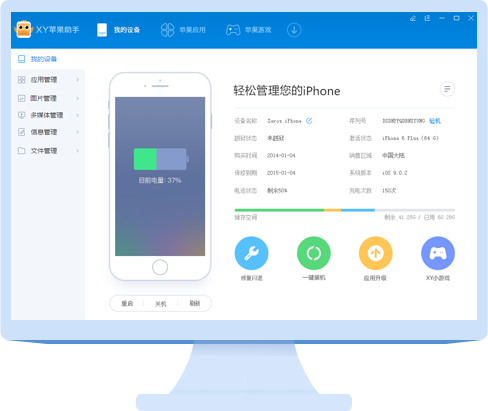 XY苹果助手
我的设备
苹果应用
苹果游戏
我的设备
应用管理
图片管理
多媒体管理
信息管理
文件管理
目前电量: 37%
重启
关机
刷新
轻松管理您的iPhone
设备名称 Zerox iPhone
序列号 验机
越狱状态 未越狱
激活状态 iPhone 6 Plus (64 G)
购买时间 2014-01-04
销售区域 中国大陆
保修到期 2015-01-04
系统版本 iOS 9.0.2
电池状态 剩余50%
充电次数 150次
储存空间
剩余 41.25G / 已用 60.28G
修复闪退
一键装机
应用升级
XY小游戏